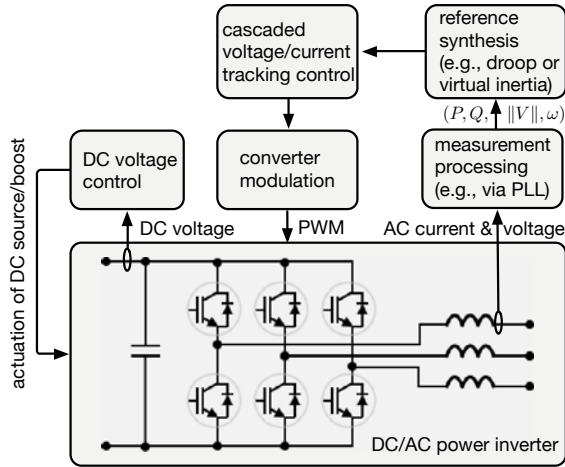 cascaded
voltage/current
tracking control
reference
synthesis
(e.g., droop or
virtual inertia)
(P, Q, ‖V‖, ω)
DC voltage
control
converter
modulation
measurement
processing
(e.g., via PLL)
actuation of DC source/boost
DC voltage
PWM
AC current & voltage
DC/AC power inverter